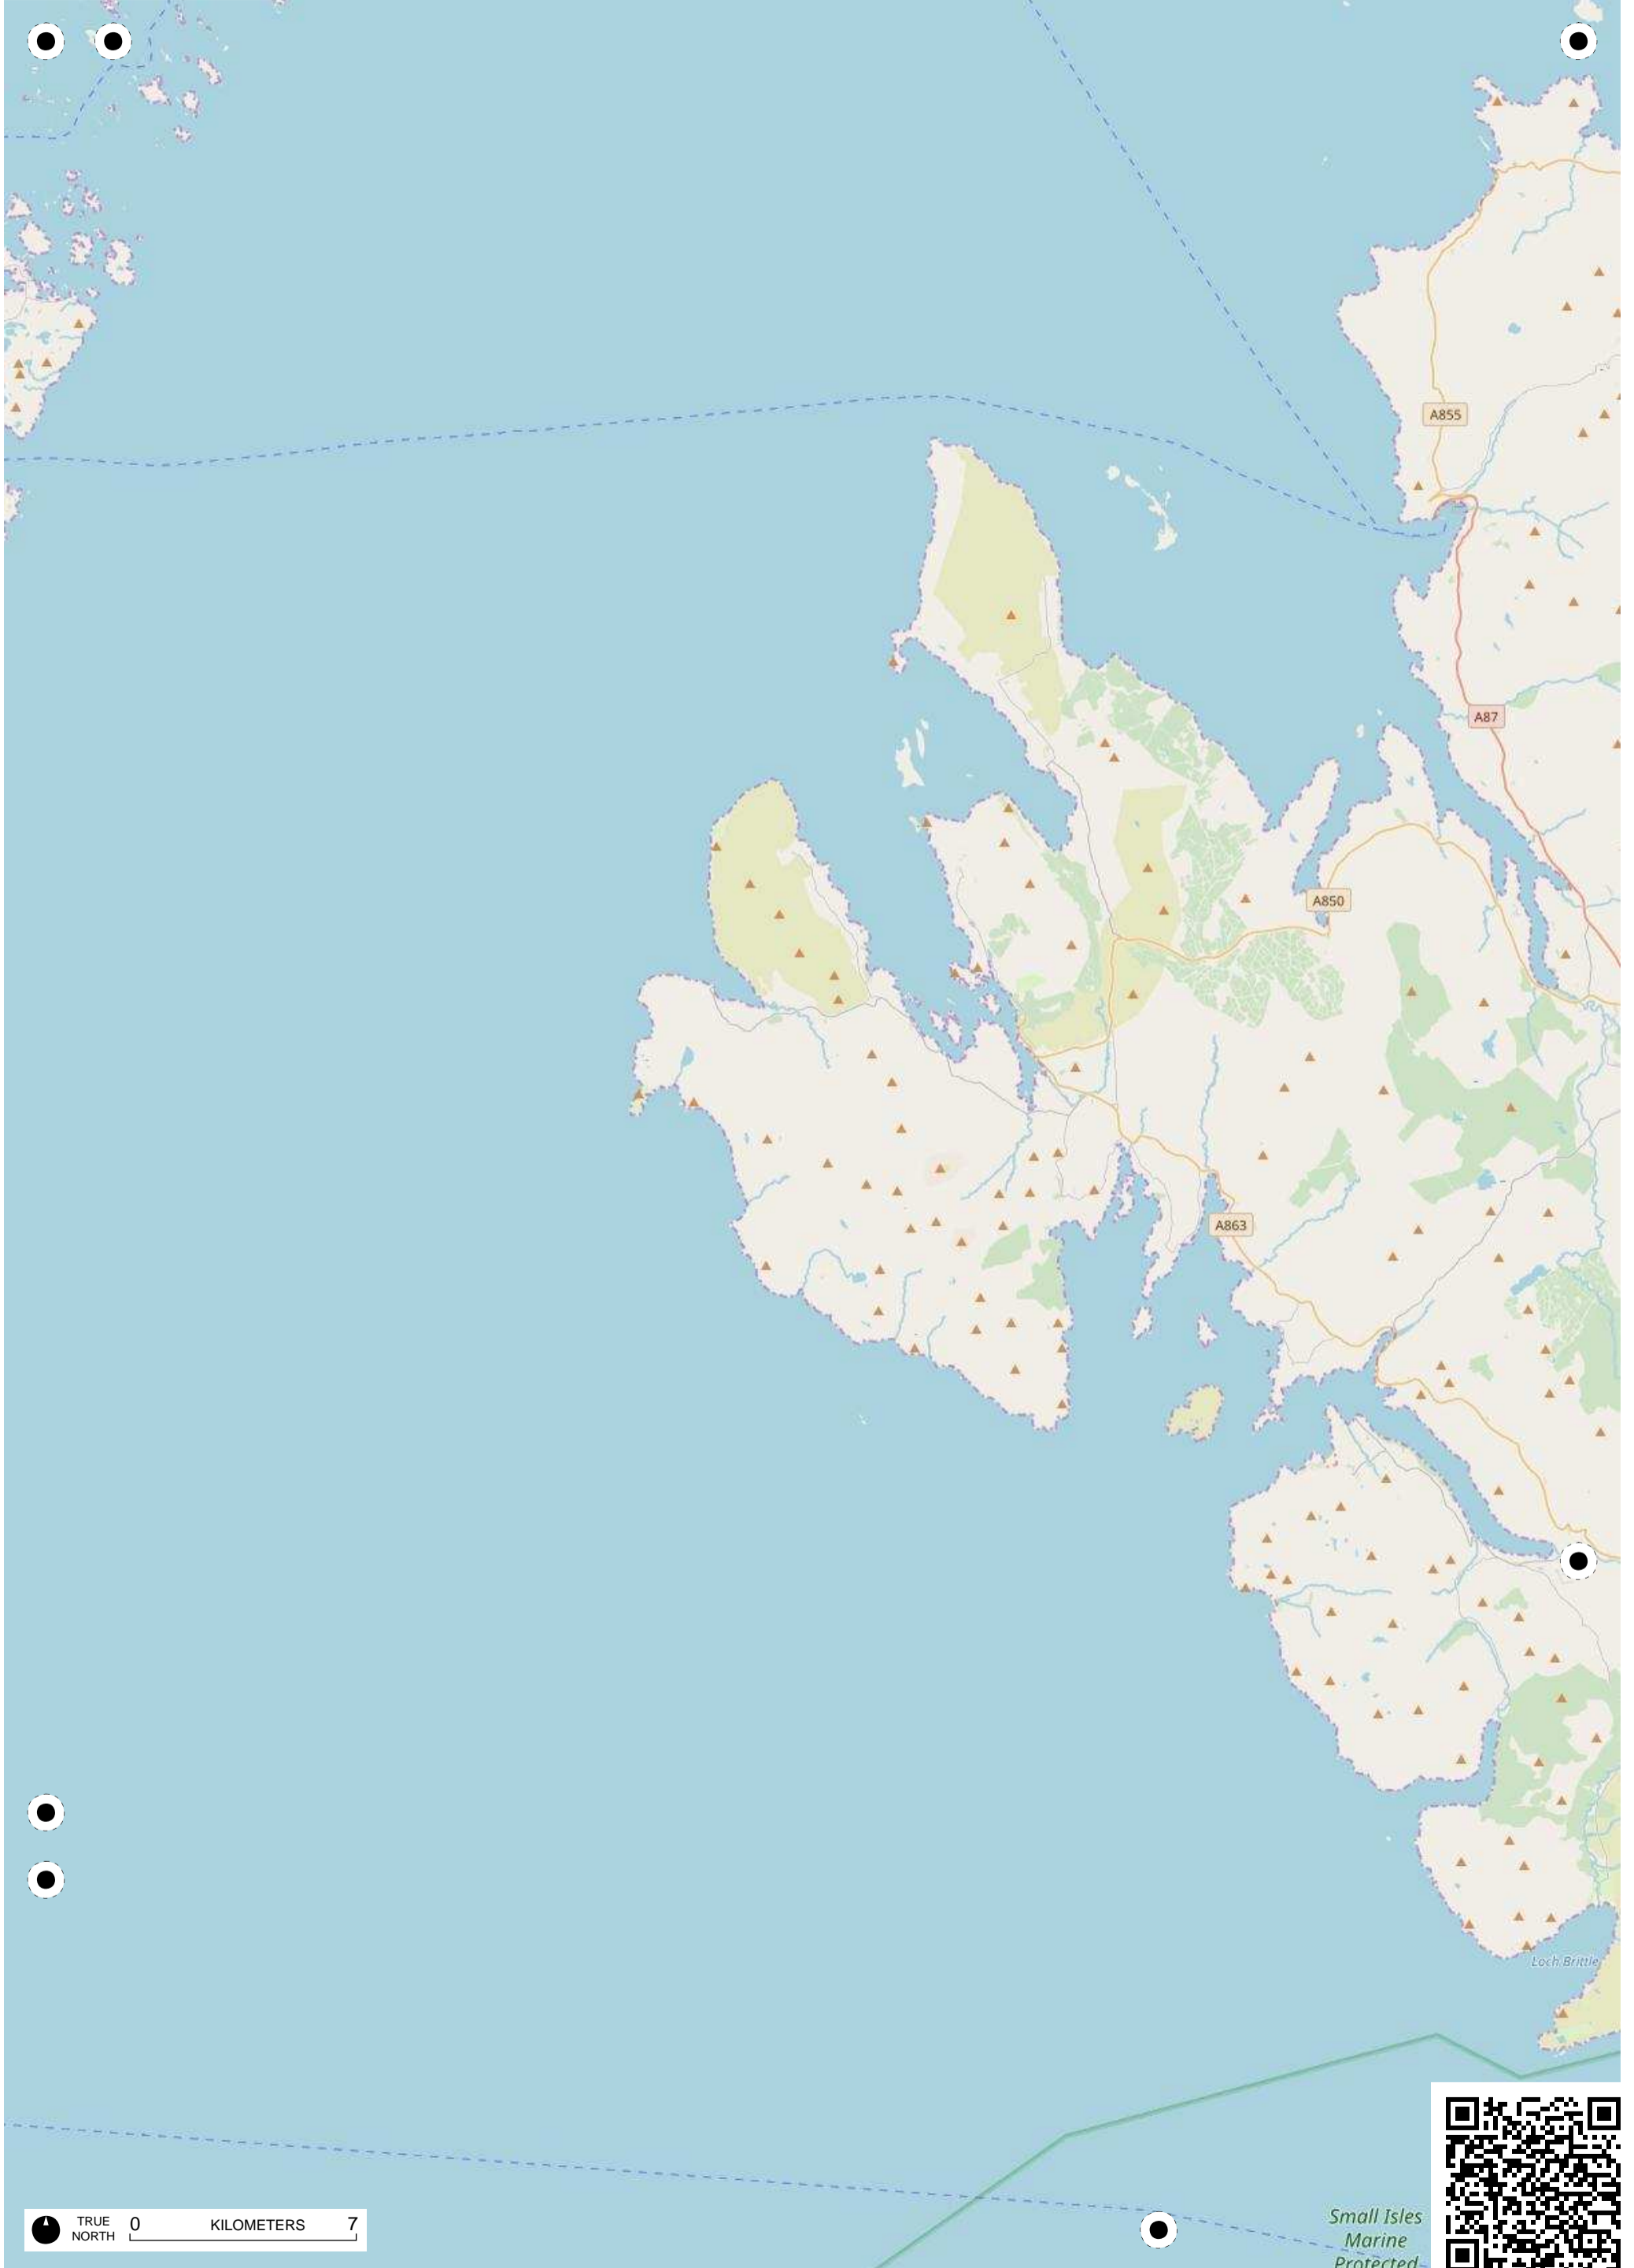 A855
A87
A850
A863
Loch Brittle
Small Isles
Marine
Protected
TRUE
NORTH
0 KILOMETERS 7